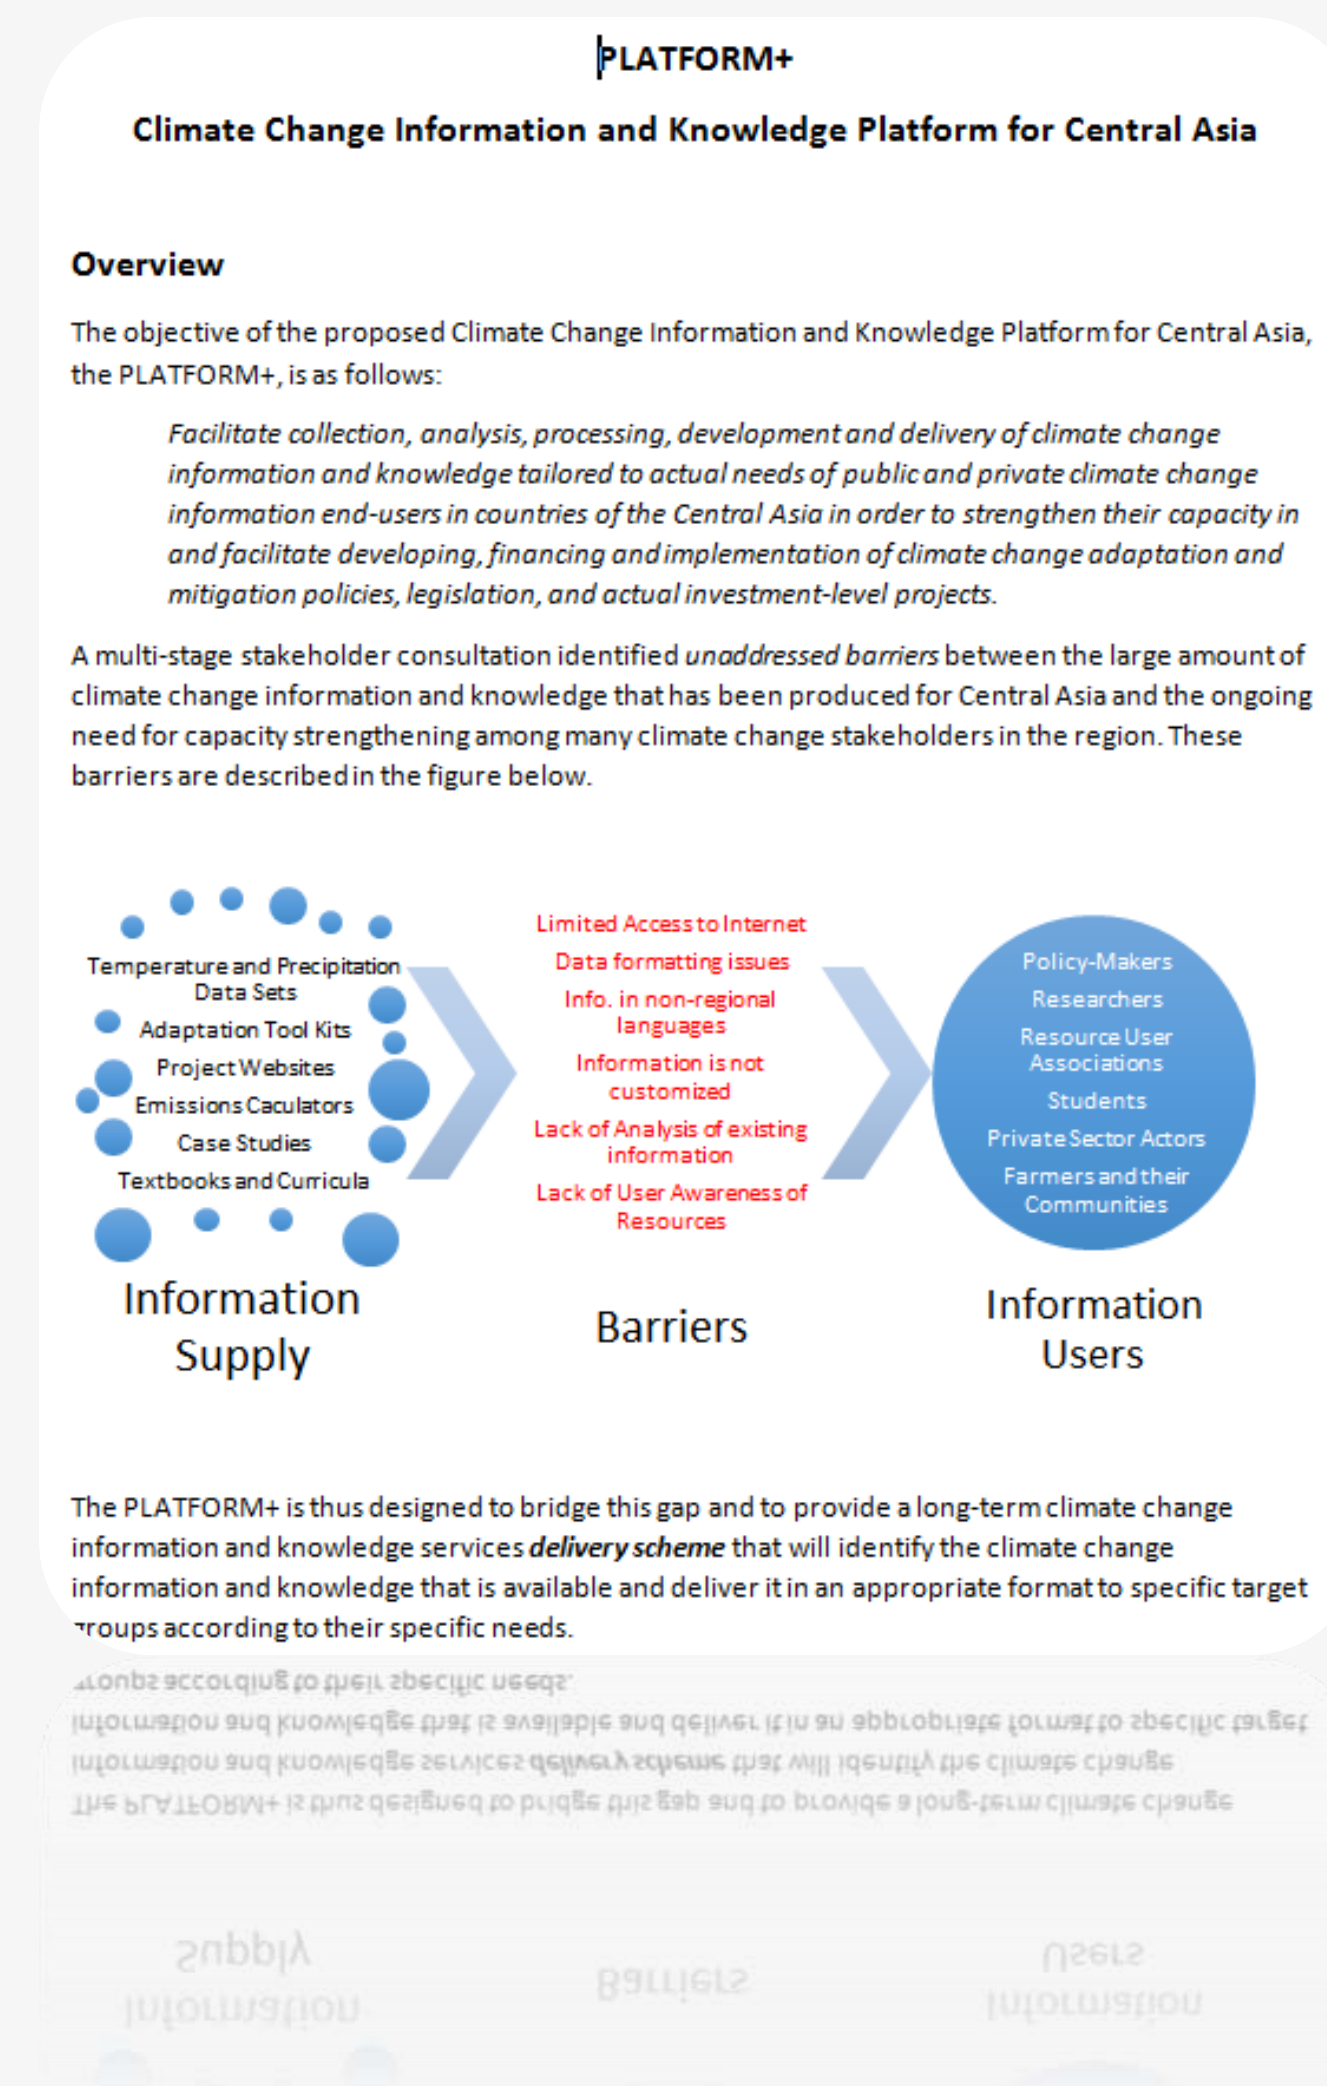 PLATFORM+
Climate Change Information and Knowledge Platform for Central Asia
Overview
The objective of the proposed Climate Change Information and Knowledge Platform for Central Asia,
the PLATFORM+, is as follows:
Facilitate collection, analysis, processing, development and delivery of climate change
information and knowledge tailored to actual needs of public and private climate change
information end-users in countries of the Central Asia in order to strengthen their capacity in
and facilitate developing, financing and implementation of climate change adaptation and
mitigation policies, legislation, and actual investment-level projects.
A multi-stage stakeholder consultation identified unaddressed barriers between the large amount of
climate change information and knowledge that has been produced for Central Asia and the ongoing
need for capacity strengthening among many climate change stakeholders in the region. These
barriers are described in the figure below.
Temperature and Precipitation
Data Sets
Adaptation Tool Kits
Project Websites
Emissions Caculators
Case Studies
Textbooks and Curricula
Information
Supply
Limited Access to Internet
Data formatting issues
Info. in non-regional
languages
Information is not
customized
Lack of Analysis of existing
information
Lack of User Awareness of
Resources
Barriers
Policy-Makers
Researchers
Resource User
Associations
Students
Private Sector Actors
Farmers and their
Communities
Information
Users
The PLATFORM+ is thus designed to bridge this gap and to provide a long-term climate change
information and knowledge services delivery scheme that will identify the climate change
information and knowledge that is available and deliver it in an appropriate format to specific target
groups according to their specific needs.